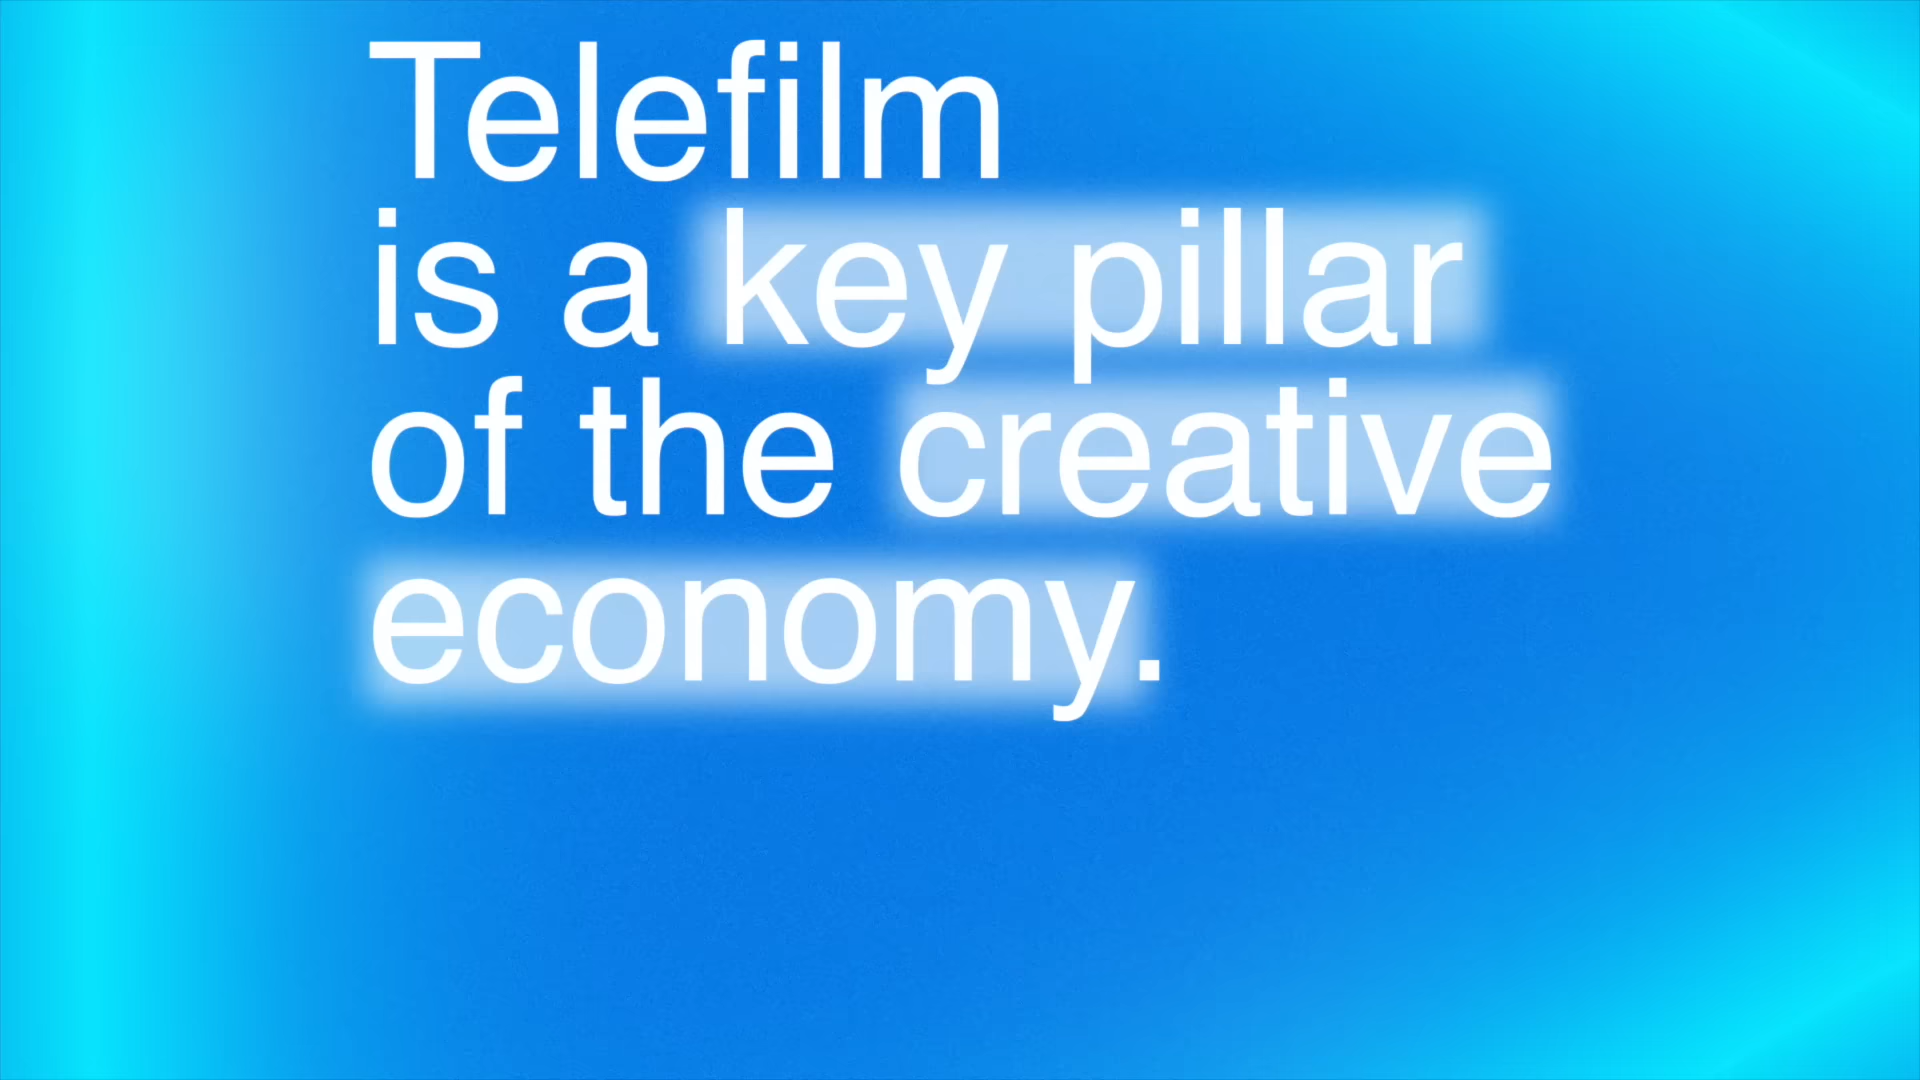 Telefilm
is a key pillar
of the creative
economy.